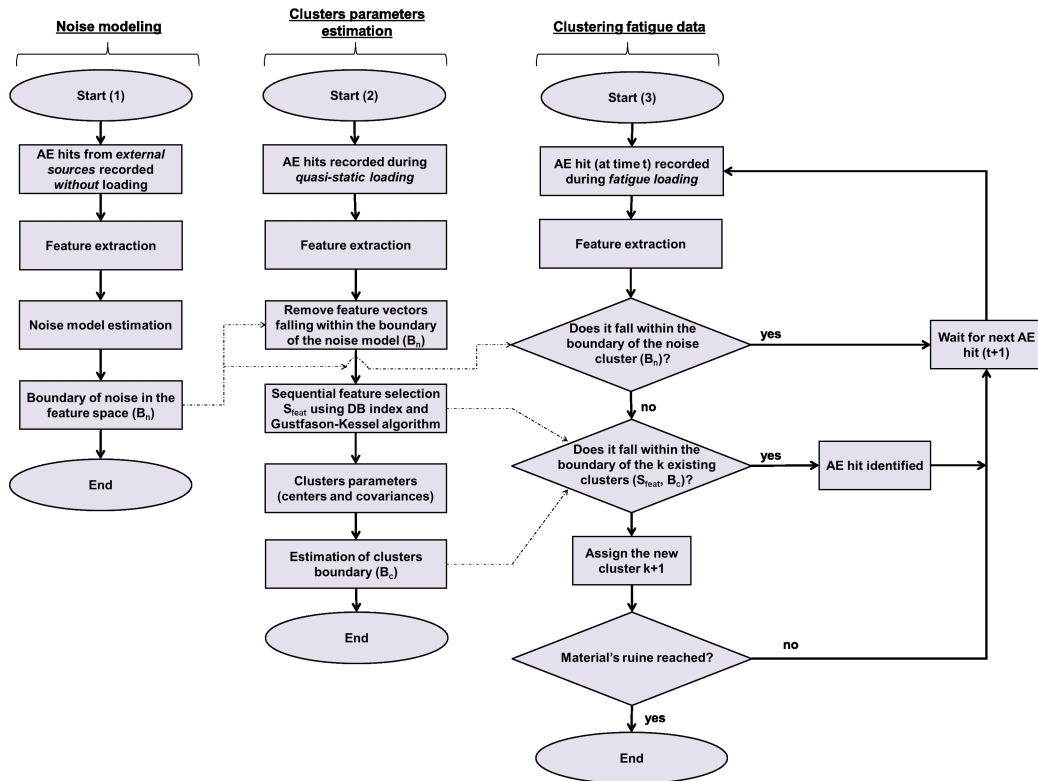 Noise modeling
Start (1)
AE hits from external
sources recorded
without loading
Feature extraction
Noise model estimation
Boundary of noise in the
feature space (Bn)
End
Clusters parameters
estimation
Start (2)
AE hits recorded during
quasi-static loading
Feature extraction
Remove feature vectors
falling within the boundary
of the noise model (Bn)
Sequential feature selection
Sfeat using DB index and
Gustfason-Kessel algorithm
Clusters parameters
(centers and covariances)
Estimation of clusters
boundary (Bc)
End
Clustering fatigue data
Start (3)
AE hit (at time t) recorded
during fatigue loading
Feature extraction
Does it fall within the
boundary of the noise
cluster (Bn)?
yes
Wait for next AE
hit (t+1)
no
Does it fall within the
boundary of the k existing
clusters (Sfeat, Bc)?
yes
AE hit identified
Assign the new
cluster k+1
Material's ruine reached?
no
yes
End